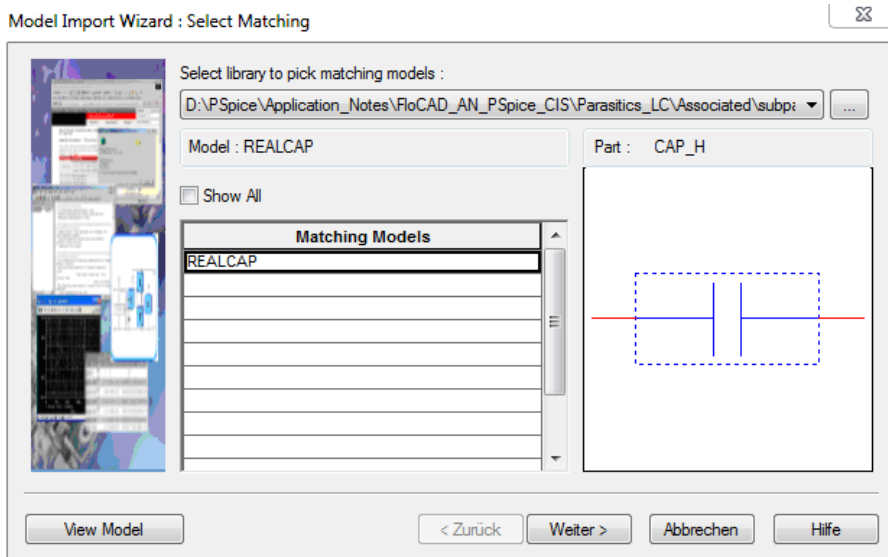 Model Import Wizard : Select Matching
Select library to pick matching models :
D:\PSpice\Application_Notes\FloCAD_AN_PSpice_CIS\Parasitics_LC\Associated\subpa
...
Model : REALCAP
Part : CAP_H
Show All
Matching Models
REALCAP
View Model
< Zurück
Weiter >
Abbrechen
Hilfe